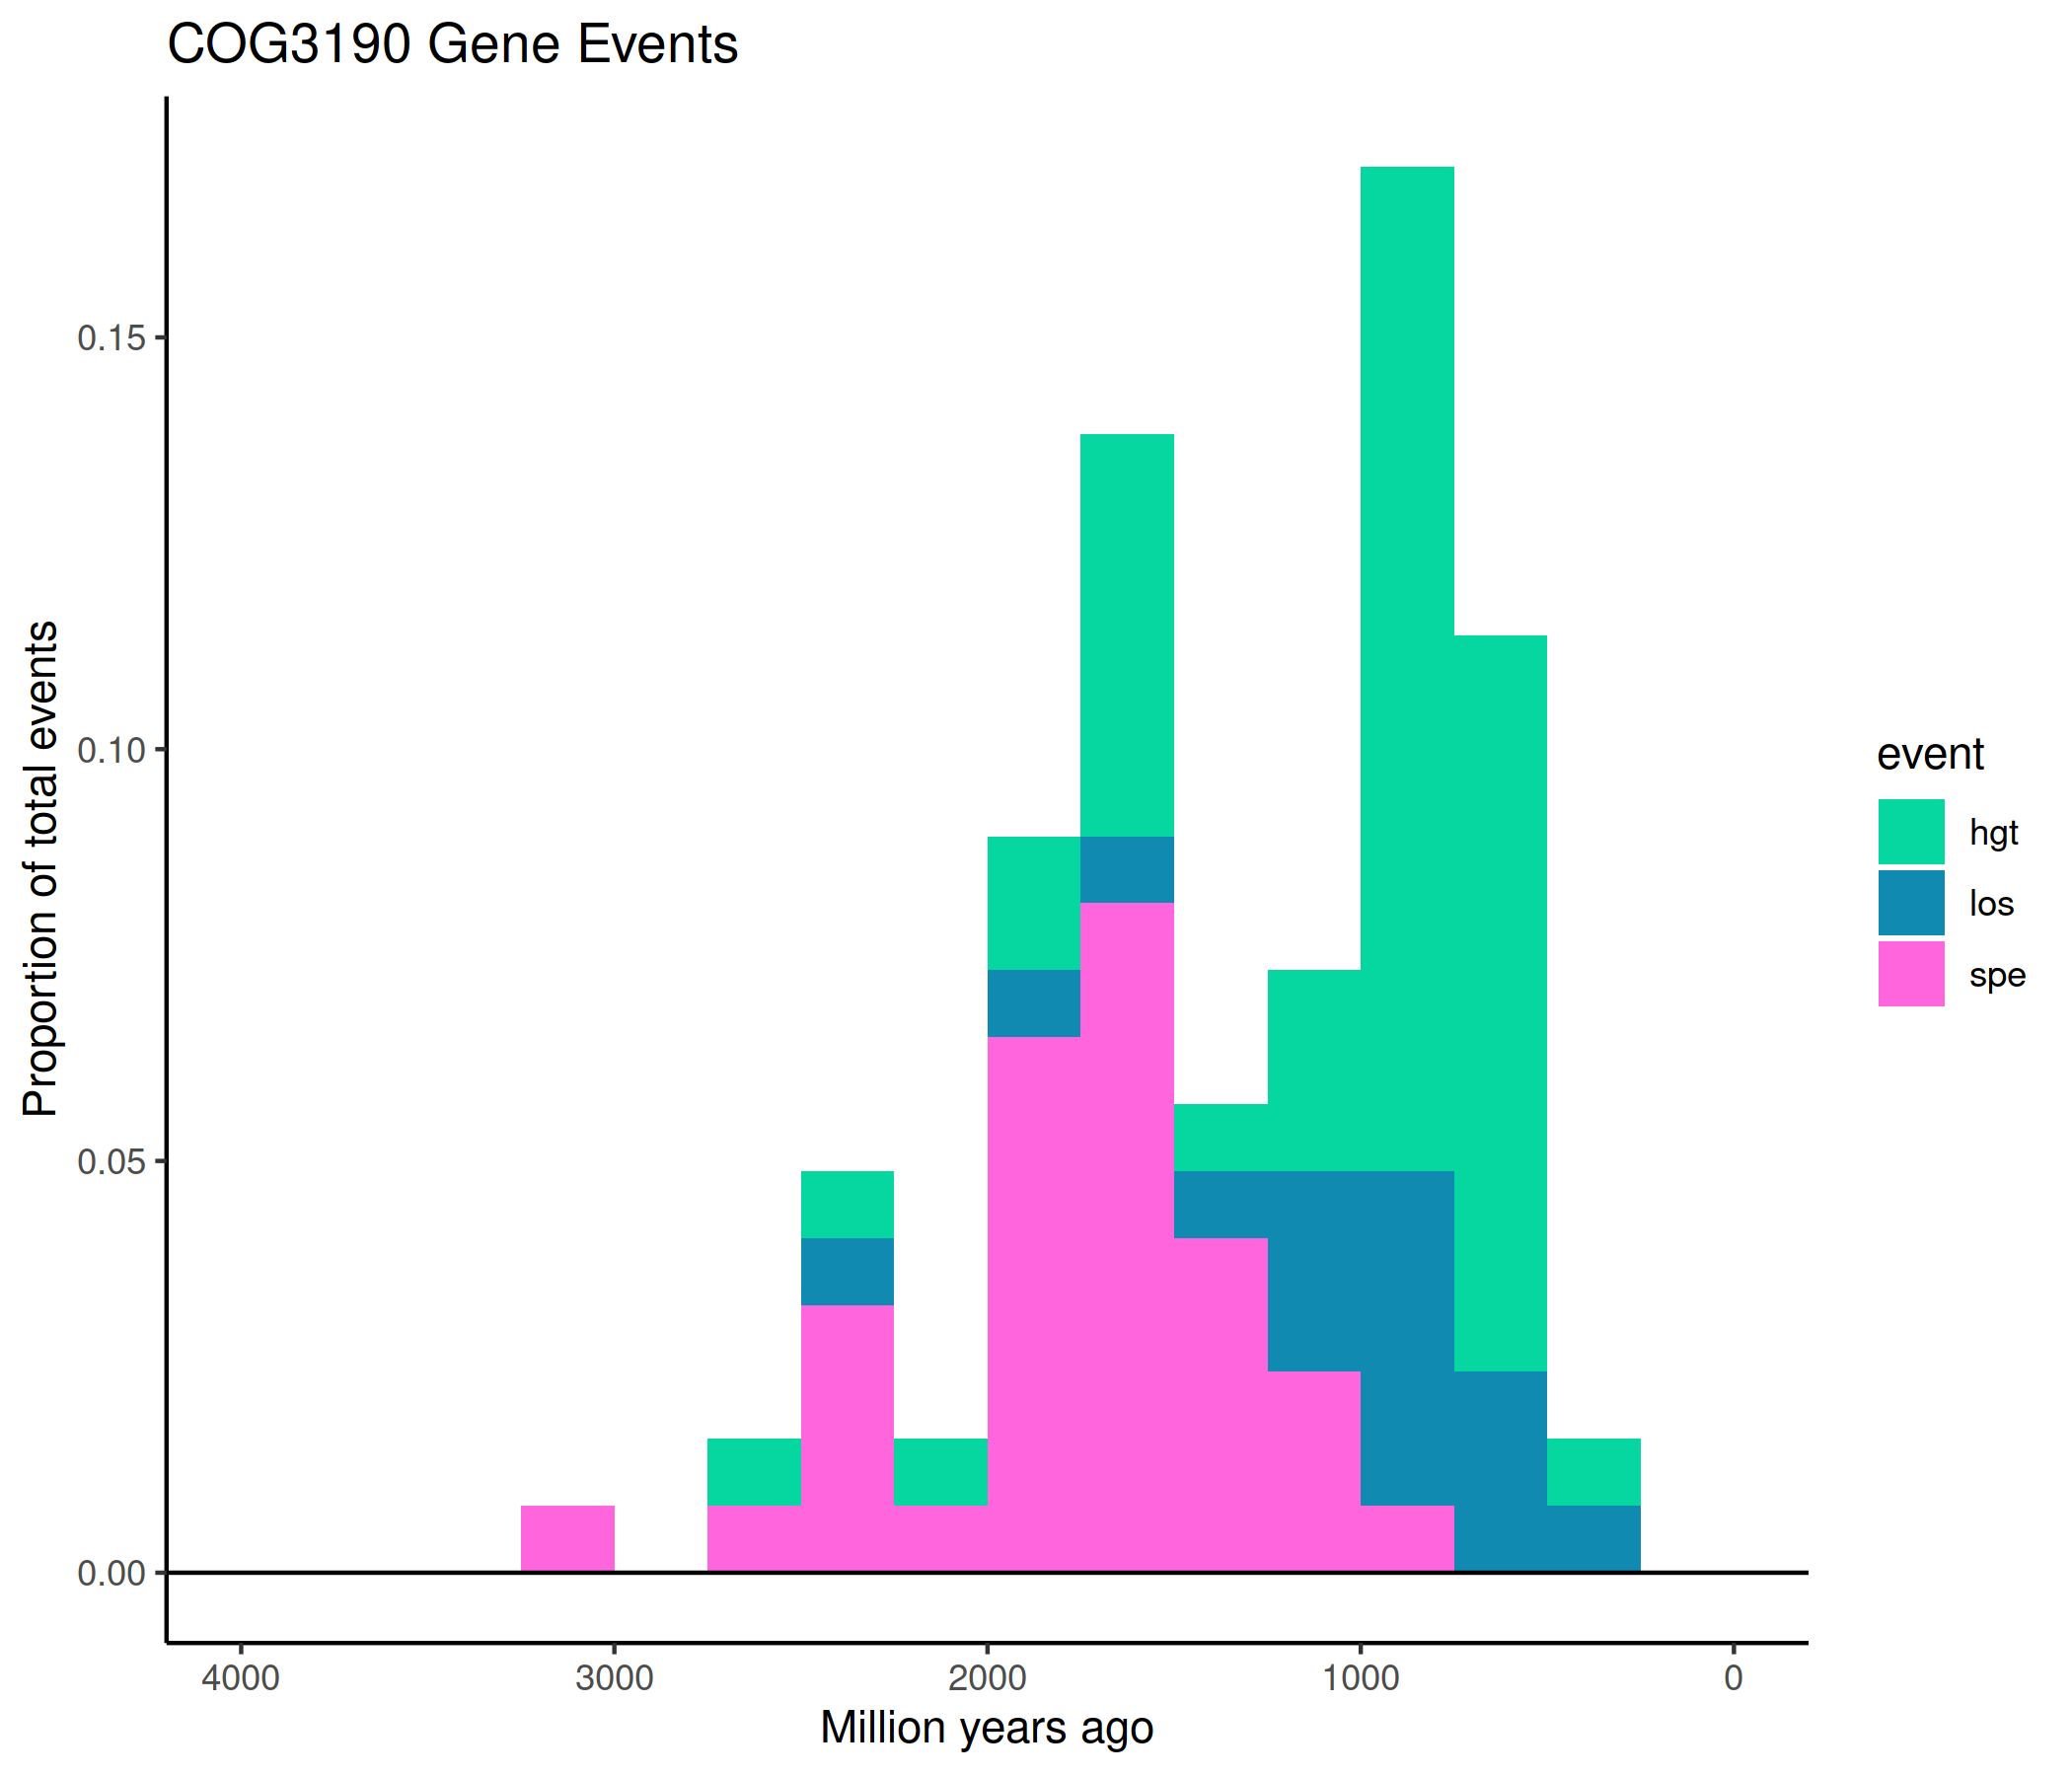 COG3190 Gene Events
Proportion of total events
0.15
0.10
0.05
0.00
4000 3000 2000 1000 0
Million years ago
event
hgt
los
spe